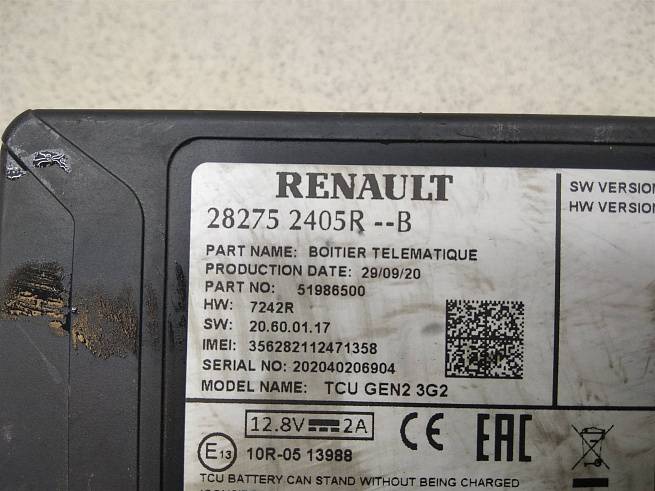 RENAULT
28275 2405R --B
PART NAME: BOITIER TELEMATIQUE
PRODUCTION DATE: 29/09/20
PART NO: 51986500
HW: 7242R
SW: 20.60.01.17
IMEI: 356282112471358
SERIAL NO: 202040206904
MODEL NAME: TCU GEN2 3G2
SW VERSION
HW VERSION
12.8V 2A
CE EAC
E13 10R-05 13988
TCU BATTERY CAN STAND WITHOUT BEING CHARGED